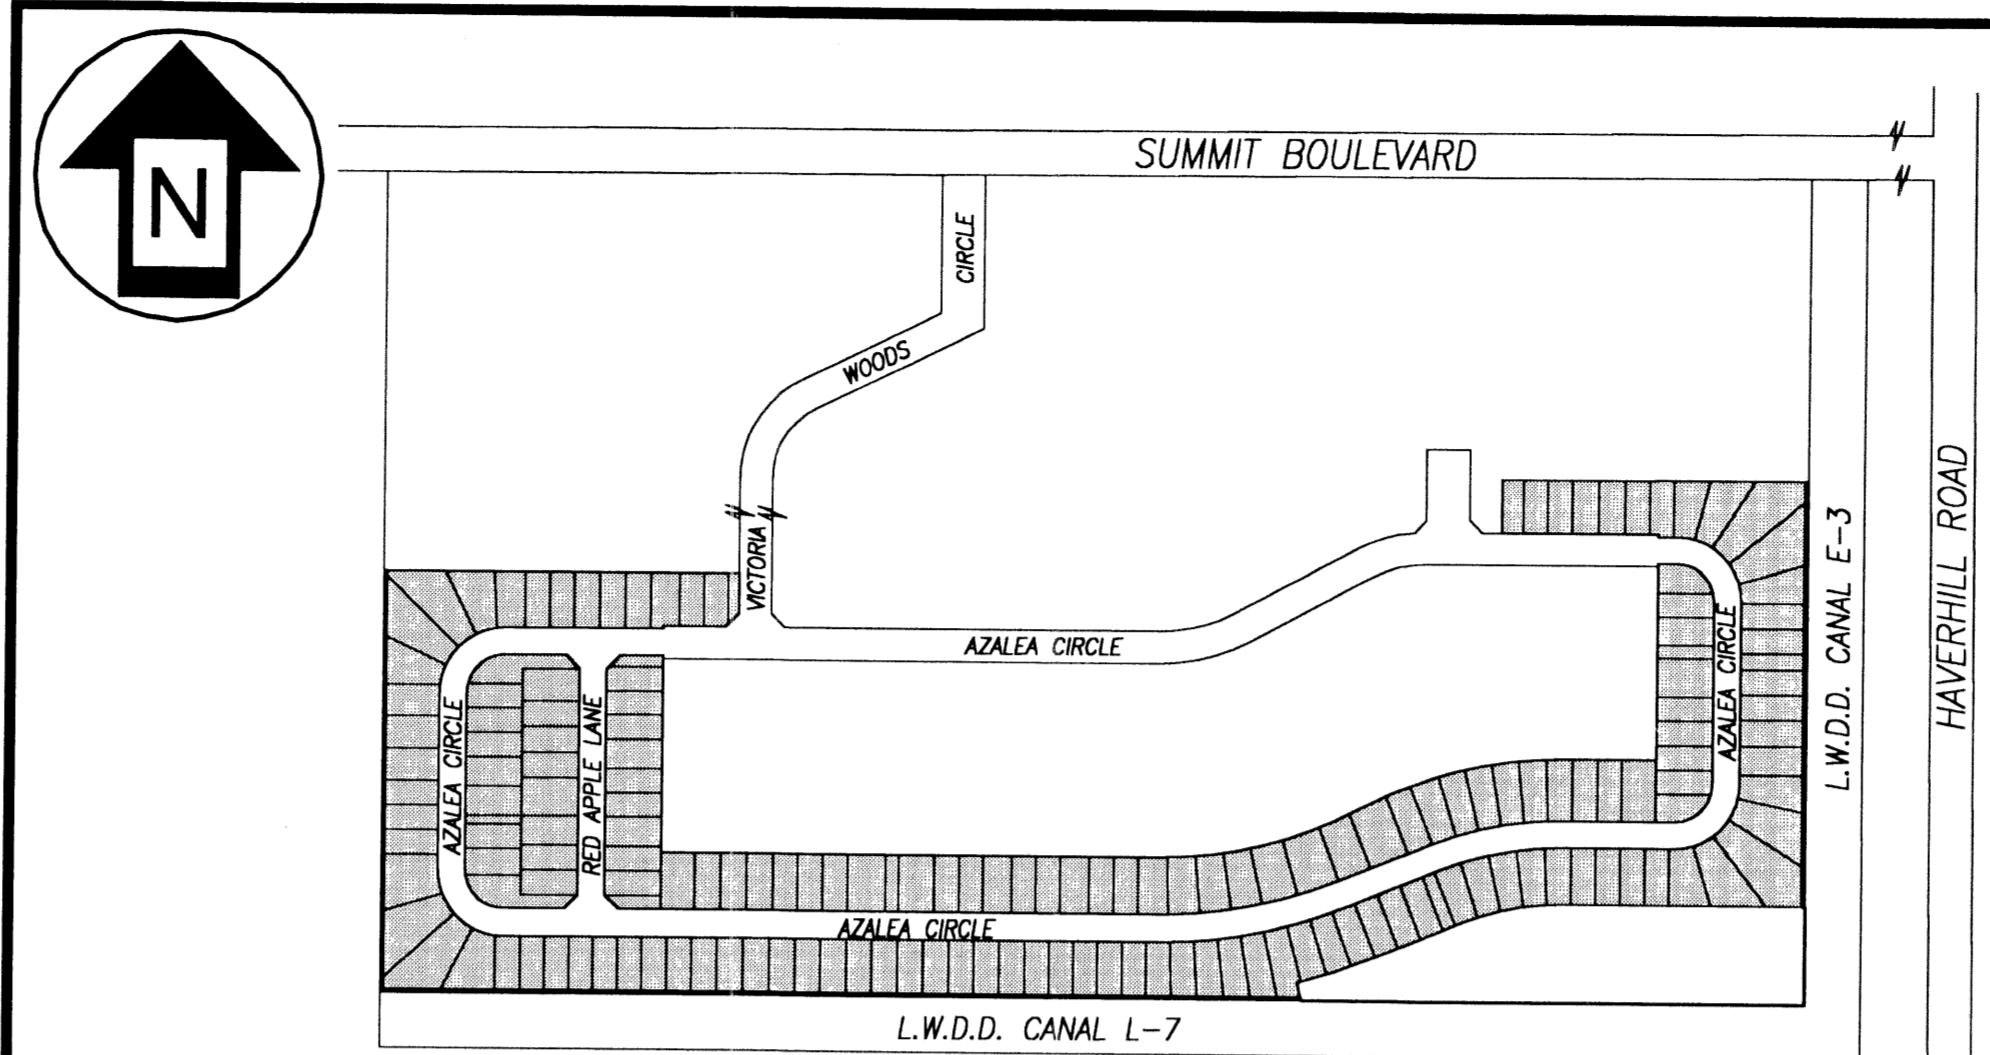 N
SUMMIT BOULEVARD
CIRCLE
WOODS
VICTORIA
HAVERHILL ROAD
L.W.D.D. CANAL E-3
AZALEA CIRCLE
AZALEA CIRCLE
AZALEA CIRCLE
RED APPLE LANE
AZALEA CIRCLE
L.W.D.D. CANAL L-7